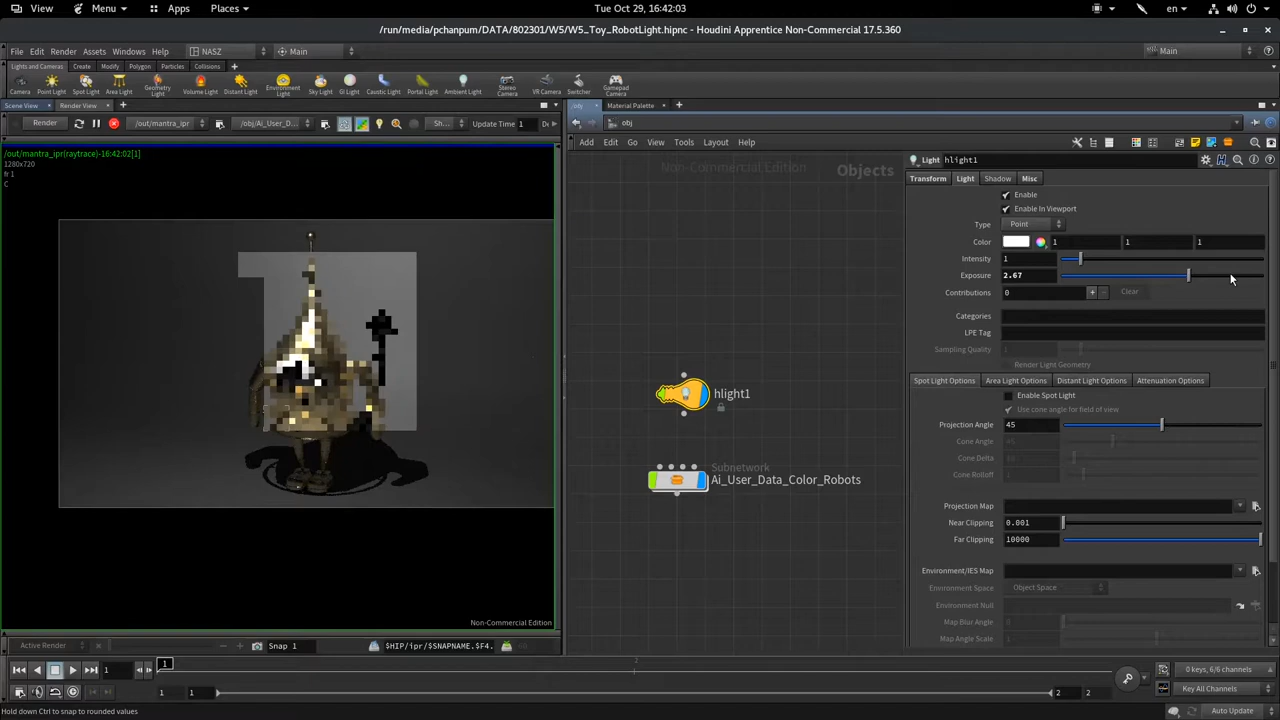 View Menu Apps Places Tue Oct 29, 16:42:03 en
/run/media/pchanpum/DATA/802301/W5/W5_Toy_RobotLight.hipnc - Houdini Apprentice Non-Commercial 17.5.360
File Edit Render Assets Windows Help NASZ Main Main
Lights and Cameras Create Modify Polygon Particles Collisions
Camera Point Light Spot Light Area Light Geometry Light Volume Light Distant Light Environment Light Sky Light GI Light Caustic Light Portal Light Ambient Light Stereo Camera VR Camera Switcher Gamepad Camera
Scene View Render View /obj Material Palette
Render /out/mantra_ipr /obj/Ai_User_D... Sh... Update Time 1 De
obj
Add Edit Go View Tools Layout Help
/out/mantra_ipr(raytrace)-16:42:02[1]
1280x720
fr 1
C
Non-Commercial Edition
Objects
Light hlight1
Transform Light Shadow Misc
Enable
Enable In Viewport
Type Point
Color 1 1 1
Intensity 1
Exposure 2.67
Contributions 0 Clear
Categories
LPE Tag
Sampling Quality 1
Render Light Geometry
Spot Light Options Area Light Options Distant Light Options Attenuation Options
Enable Spot Light
Use cone angle for field of view
Projection Angle 45
Cone Angle
Cone Delta
Cone Rolloff
Projection Map
Near Clipping 0.001
Far Clipping 10000
Environment/IES Map
Environment Space Object Space
Environment Null
Map Blur Angle 0
Map Angle Scale 1
hlight1
Subnetwork
Ai_User_Data_Color_Robots
Non-Commercial Edition
Active Render Snap 1 $HIP/ipr/$SNAPNAME.$F4.
1 1 2
0 keys, 6/6 channels
1 1 2 2
Key All Channels
Hold down Ctrl to snap to rounded values
Auto Update